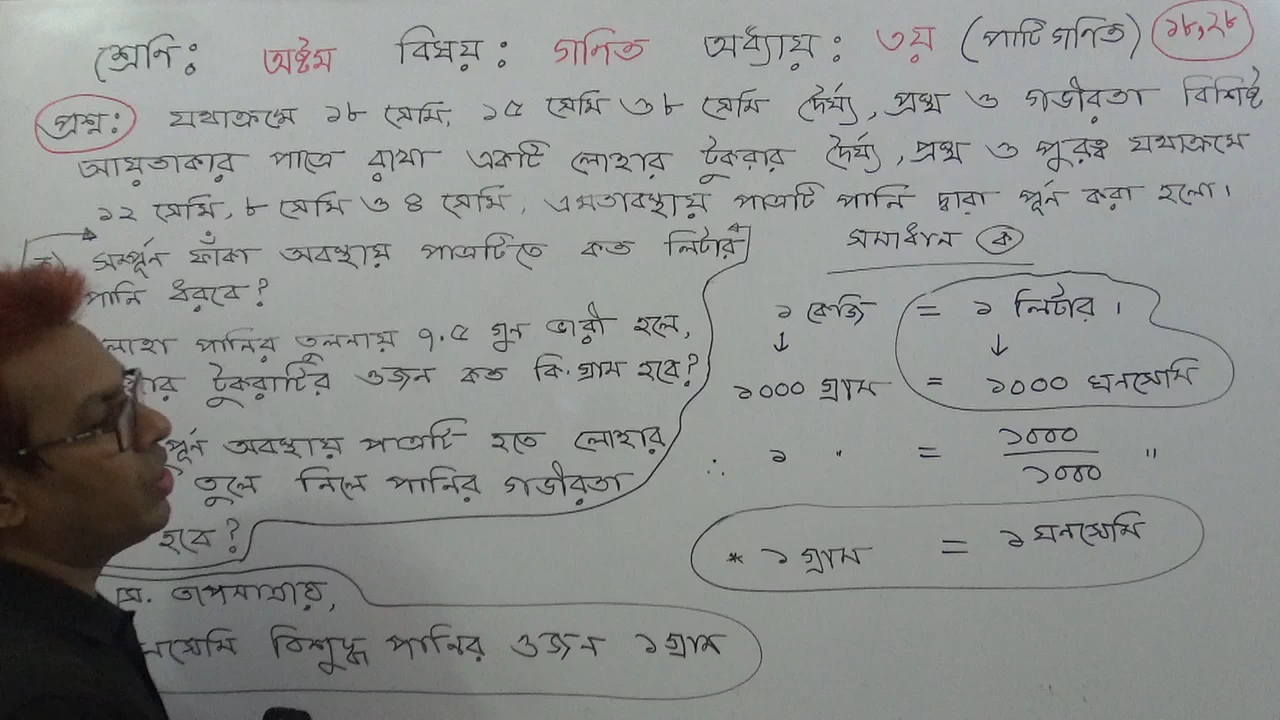 শ্রেনি: অষ্টম বিষয়: গনিত অধ্যায়: ৩য় (পাটিগনিত) ১৮,২৮
প্রশ্ন: যথাক্রমে ১৮ সেমি, ১৫ সেমি ও ৮ সেমি দৈর্ঘ্য, প্রস্থ ও গভীরতা বিশিষ্ট
আয়তাকার পাত্রে রাখা একটি লোহার টুকরার দৈর্ঘ্য, প্রস্থ ও পুরুত্ব যথাক্রমে
১২ সেমি, ৮ সেমি ও ৪ সেমি, এমতাবস্থায় পাত্রটি পানি দ্বারা পূর্ন করা হলো।
সম্পূর্ন ফাঁকা অবস্থায় পাত্রটিতে কত লিটার
পানি ধরবে?
লোহা পানির তুলনায় ৭.৫ গুন ভারী হলে,
টুকরাটির ওজন কত কি.গ্রাম হবে?
পূর্ন অবস্থায় পাত্রটি হতে লোহার
তুলে নিলে পানির গভীরতা
হবে?
সে. তাপমাত্রায়,
বিশুদ্ধ পানির ওজন ১গ্রাম
সমাধান ক
১ কেজি = ১ লিটার।
↓ ↓
১০০০ গ্রাম = ১০০০ ঘনসেমি
∴ ১ " = ১০০০/১০০০ "
* ১ গ্রাম = ১ ঘনসেমি